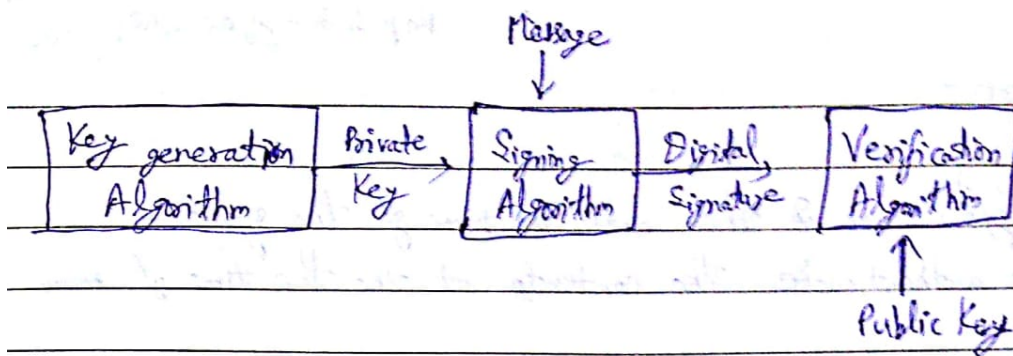 Message
Key generation
Algorithm
Private
Key
Signing
Algorithm
Digital
Signature
Verification
Algorithm
Public Key